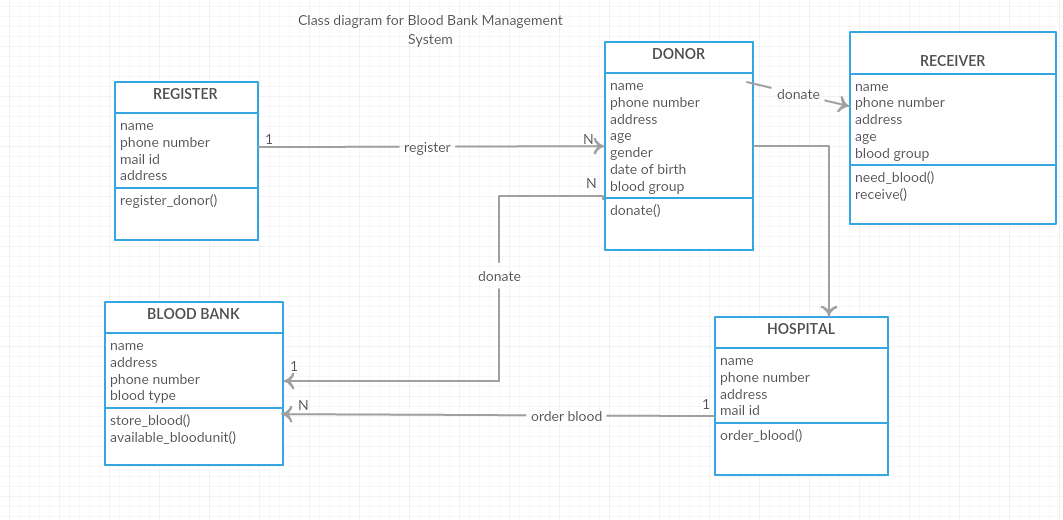 Class diagram for Blood Bank Management
System
REGISTER
name
phone number
mail id
address
register_donor()
1
register
N
DONOR
name
phone number
address
age
gender
date of birth
blood group
donate()
donate
RECEIVER
name
phone number
address
age
blood group
need_blood()
receive()
N
donate
1
BLOOD BANK
name
address
phone number
blood type
store_blood()
available_bloodunit()
N
order blood
1
HOSPITAL
name
phone number
address
mail id
order_blood()